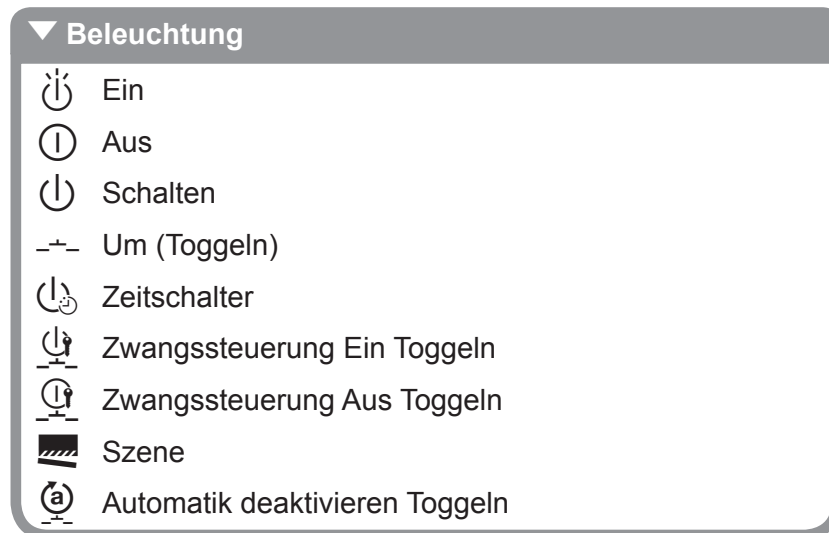 Beleuchtung
Ein
Aus
Schalten
Um (Toggeln)
Zeitschalter
Zwangssteuerung Ein Toggeln
Zwangssteuerung Aus Toggeln
Szene
a Automatik deaktivieren Toggeln